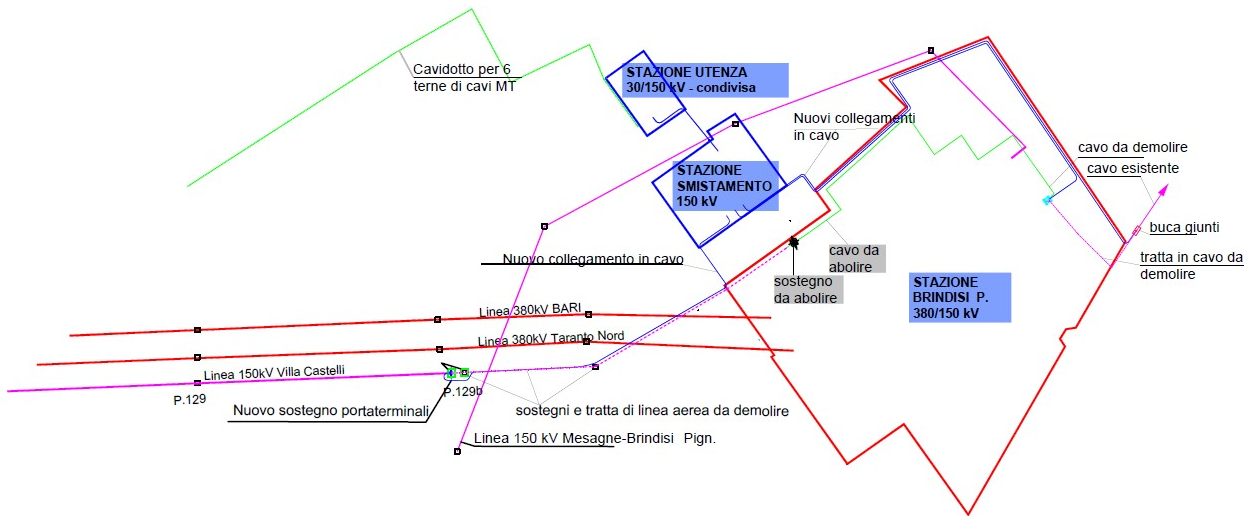 Cavidotto per 6
terne di cavi MT
STAZIONE UTENZA
30/150 kV - condivisa
Nuovi collegamenti
in cavo
STAZIONE
SMISTAMENTO
150 kV
cavo da demolire
cavo esistente
buca giunti
tratta in cavo da
demolire
Nuovo collegamento in cavo
cavo da
abolire
sostegno
da abolire
STAZIONE
BRINDISI P.
380/150 kV
Linea 380kV BARI
Linea 380kV Taranto Nord
Linea 150kV Villa Castelli
P.129
P.129b
Nuovo sostegno portaterminali
sostegni e tratta di linea aerea da demolire
Linea 150 kV Mesagne-Brindisi Pign.